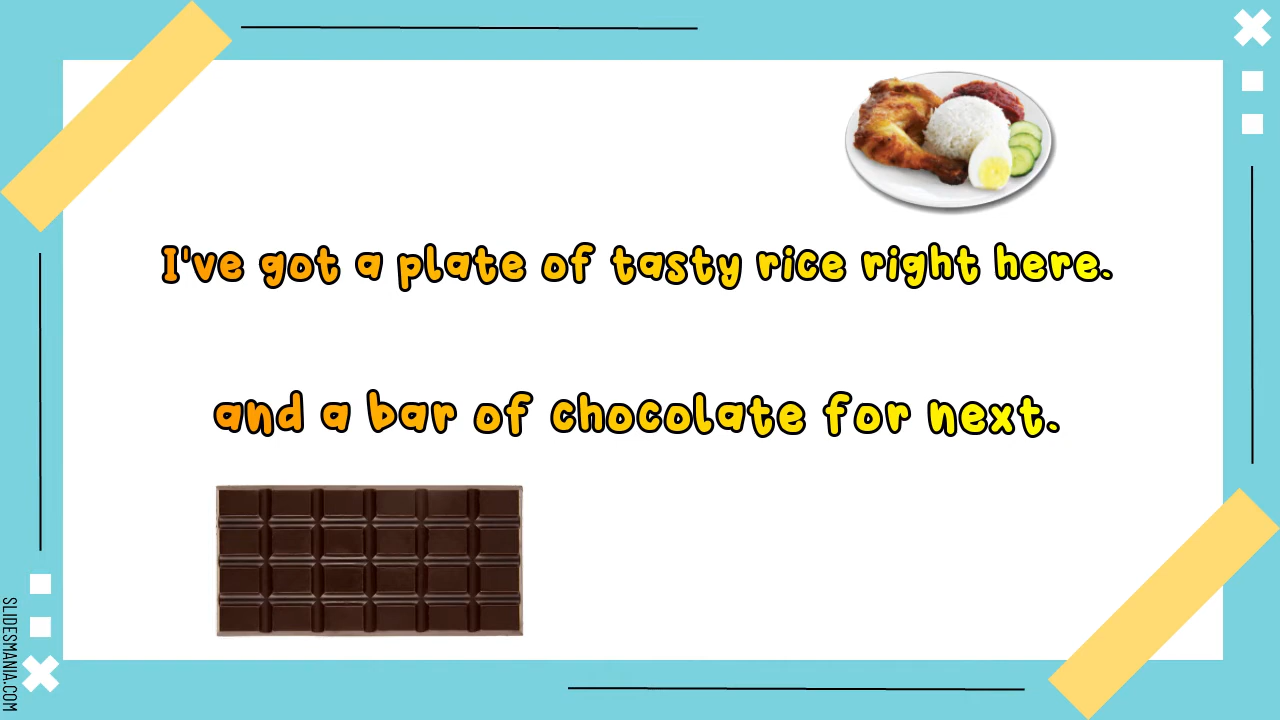 I've got a plate of tasty rice right here.
and a bar of chocolate for next.
SLIDESMANIA.COM